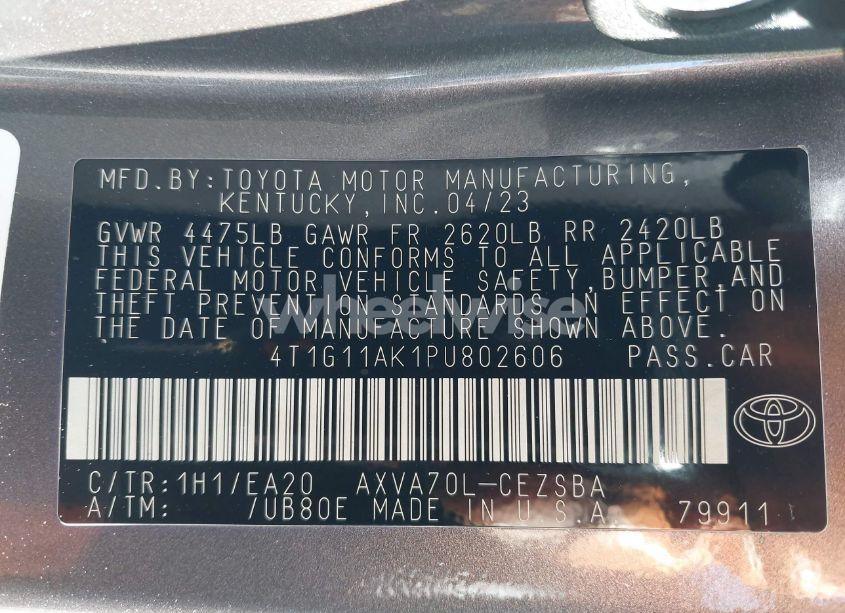 MFD.BY:TOYOTA MOTOR MANUFACTURING,
KENTUCKY,INC.04/23
GVWR 4475LB GAWR FR 2620LB RR 2420LB
THIS VEHICLE CONFORMS TO ALL APPLICABLE
FEDERAL MOTOR VEHICLE SAFETY,BUMPER,AND
THEFT PREVENTION STANDARDS IN EFFECT ON
THE DATE OF MANUFACTURE SHOWN ABOVE.
wheelwise
4T1G11AK1PU802606 PASS.CAR
C/TR:1H1/EA20 AXVA70L-CEZSBA
A/TM: /UB80E MADE IN U.S.A. 79911